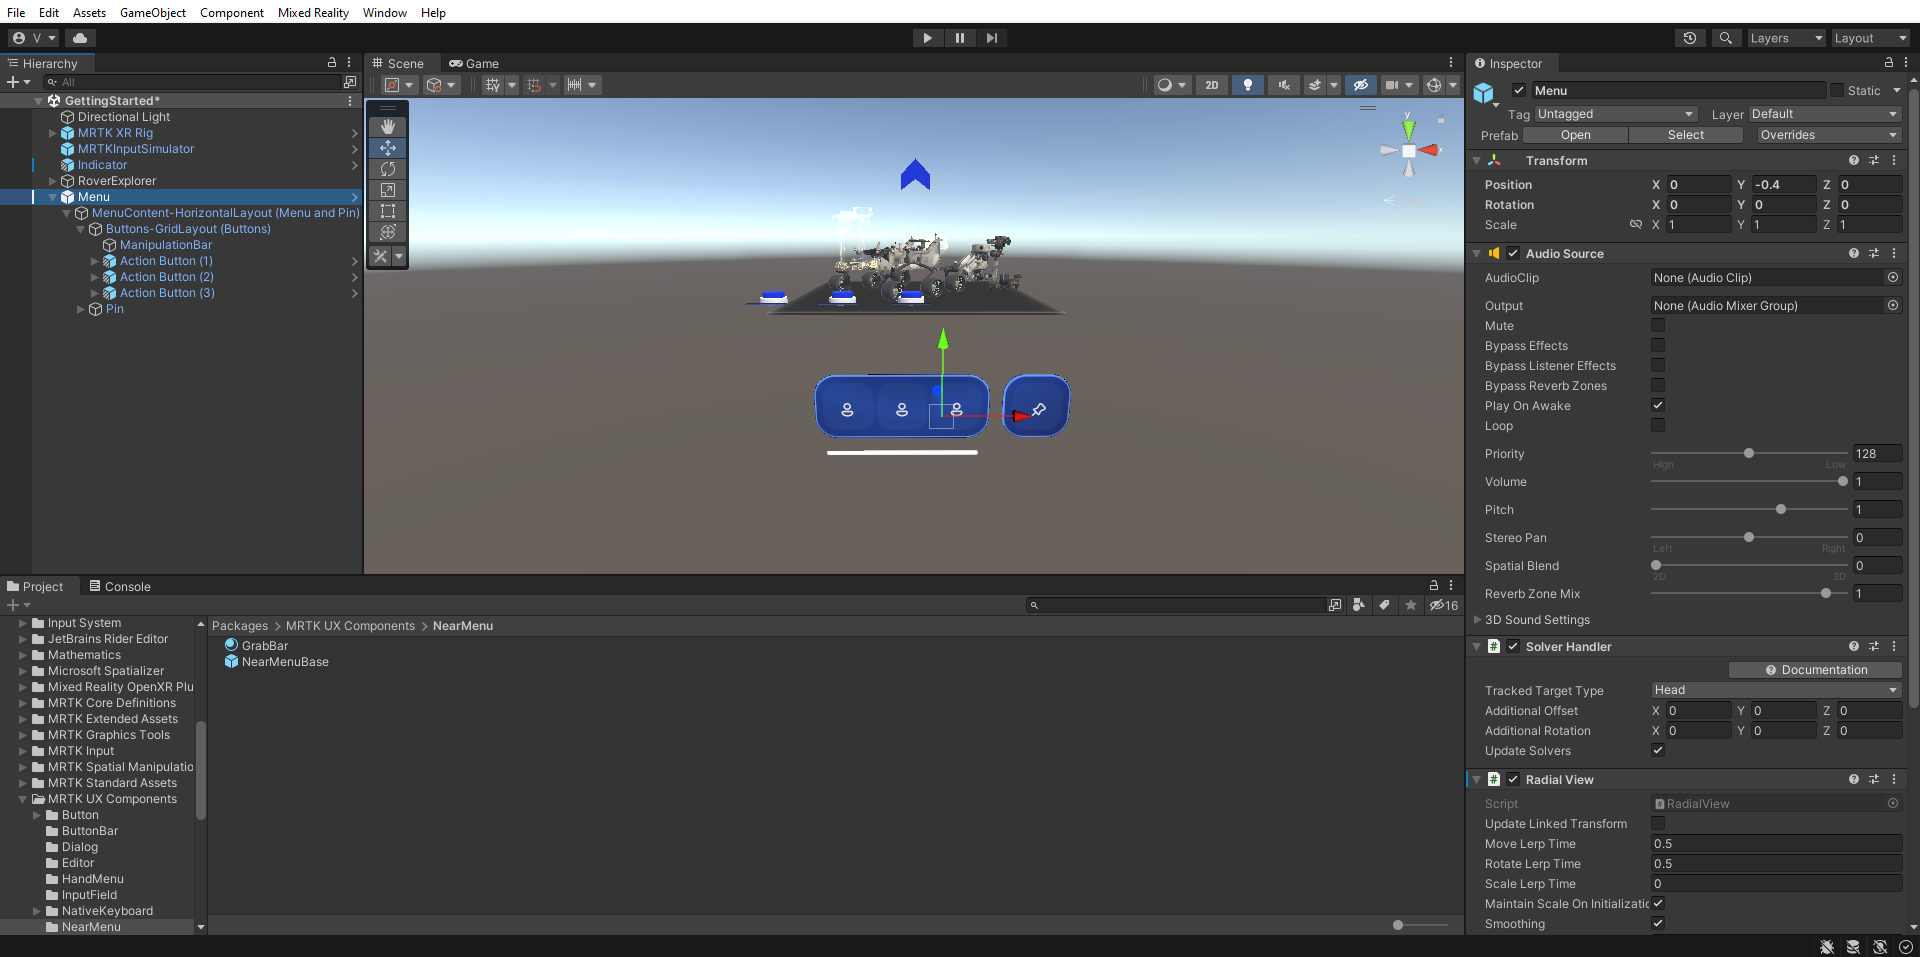 File Edit Assets GameObject Component Mixed Reality Window Help
V
Layers
Layout
Hierarchy
All
GettingStarted*
Directional Light
MRTK XR Rig
MRTKInputSimulator
Indicator
RoverExplorer
Menu
MenuContent-HorizontalLayout (Menu and Pin)
Buttons-GridLayout (Buttons)
ManipulationBar
Action Button (1)
Action Button (2)
Action Button (3)
Pin
Scene Game
2D
y
x
Inspector
Menu
Static
Tag Untagged Layer Default
Prefab Open Select Overrides
Transform
Position X 0 Y -0.4 Z 0
Rotation X 0 Y 0 Z 0
Scale X 1 Y 1 Z 1
Audio Source
AudioClip None (Audio Clip)
Output None (Audio Mixer Group)
Mute
Bypass Effects
Bypass Listener Effects
Bypass Reverb Zones
Play On Awake
Loop
Priority 128
High Low
Volume 1
Pitch 1
Stereo Pan 0
Left Right
Spatial Blend 0
2D 3D
Reverb Zone Mix 1
3D Sound Settings
Solver Handler
Documentation
Tracked Target Type Head
Additional Offset X 0 Y 0 Z 0
Additional Rotation X 0 Y 0 Z 0
Update Solvers
Radial View
Script RadialView
Update Linked Transform
Move Lerp Time 0.5
Rotate Lerp Time 0.5
Scale Lerp Time 0
Maintain Scale On Initializatio
Smoothing
Project Console
16
Input System
JetBrains Rider Editor
Mathematics
Microsoft Spatializer
Mixed Reality OpenXR Plu
MRTK Core Definitions
MRTK Extended Assets
MRTK Graphics Tools
MRTK Input
MRTK Spatial Manipulatio
MRTK Standard Assets
MRTK UX Components
Button
ButtonBar
Dialog
Editor
HandMenu
InputField
NativeKeyboard
NearMenu
Packages > MRTK UX Components > NearMenu
GrabBar
NearMenuBase